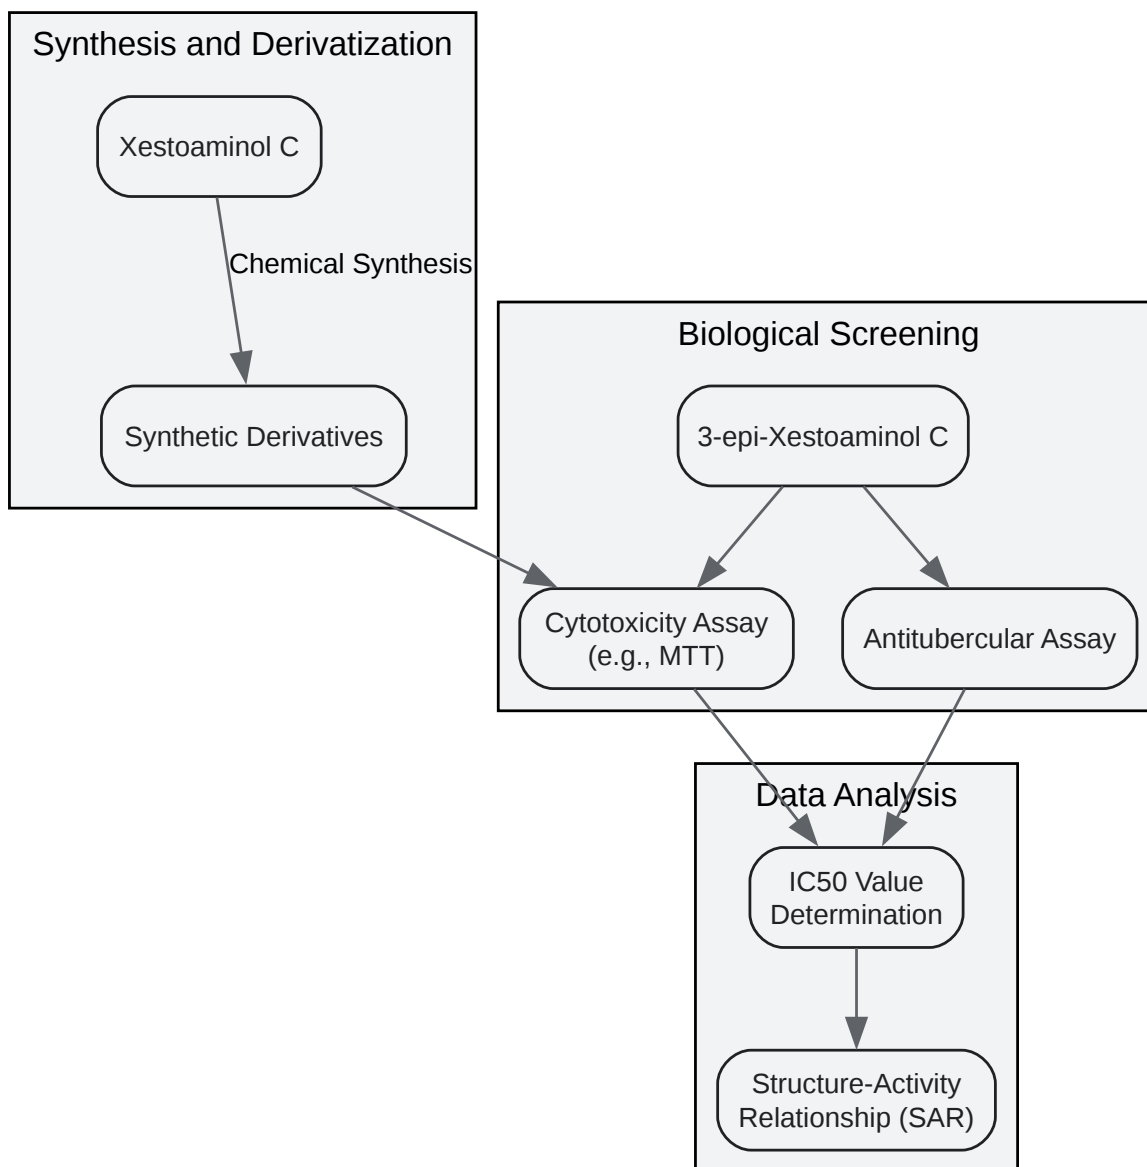 Synthesis and Derivatization
Xestoaminol C
Chemical Synthesis
Synthetic Derivatives
Biological Screening
3-epi-Xestoaminol C
Cytotoxicity Assay
(e.g., MTT)
Antitubercular Assay
Data Analysis
IC50 Value
Determination
Structure-Activity
Relationship (SAR)